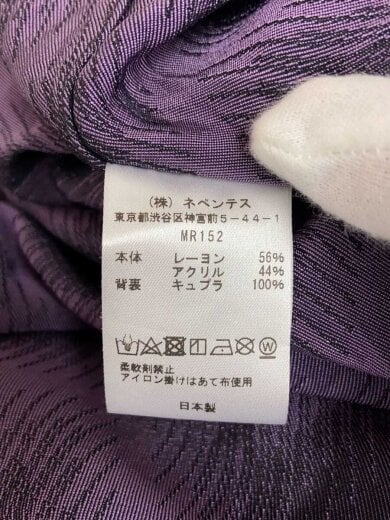 (株) ネペンテス
東京都渋谷区神宮前5-44-1
MR152
本体 レーヨン 56%
アクリル 44%
背裏 キュプラ 100%
柔軟剤禁止
アイロン掛けはあて布使用
日本製